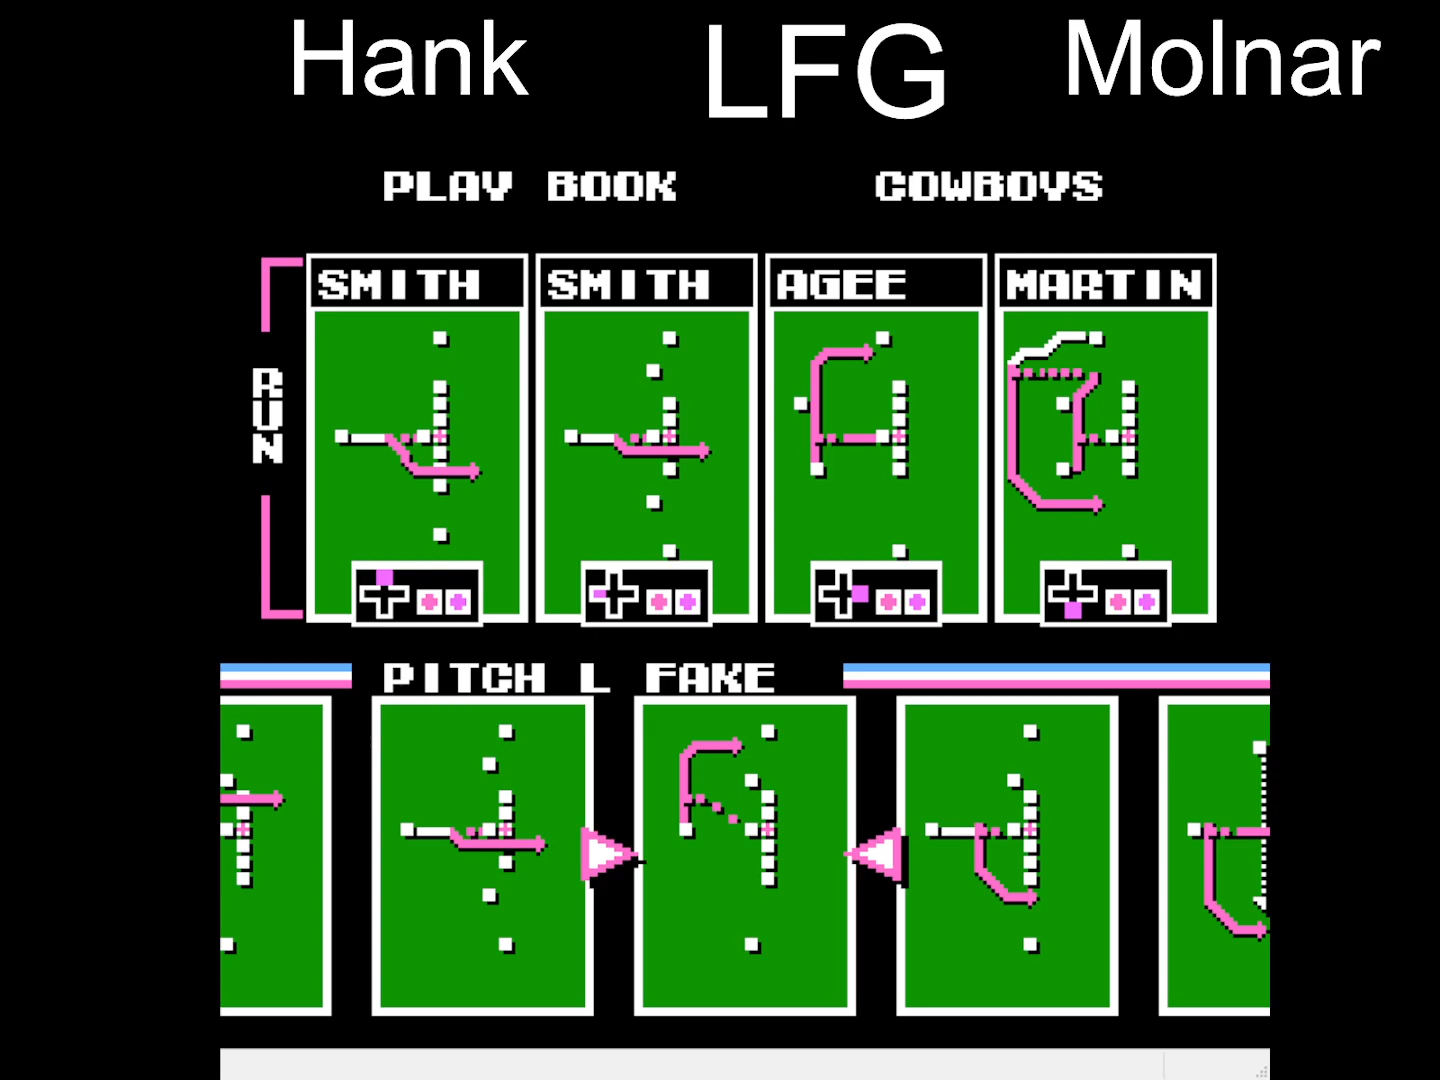 Hank LFG Molnar
PLAY BOOK COWBOYS
SMITH SMITH AGEE MARTIN
RUN
PITCH L FAKE